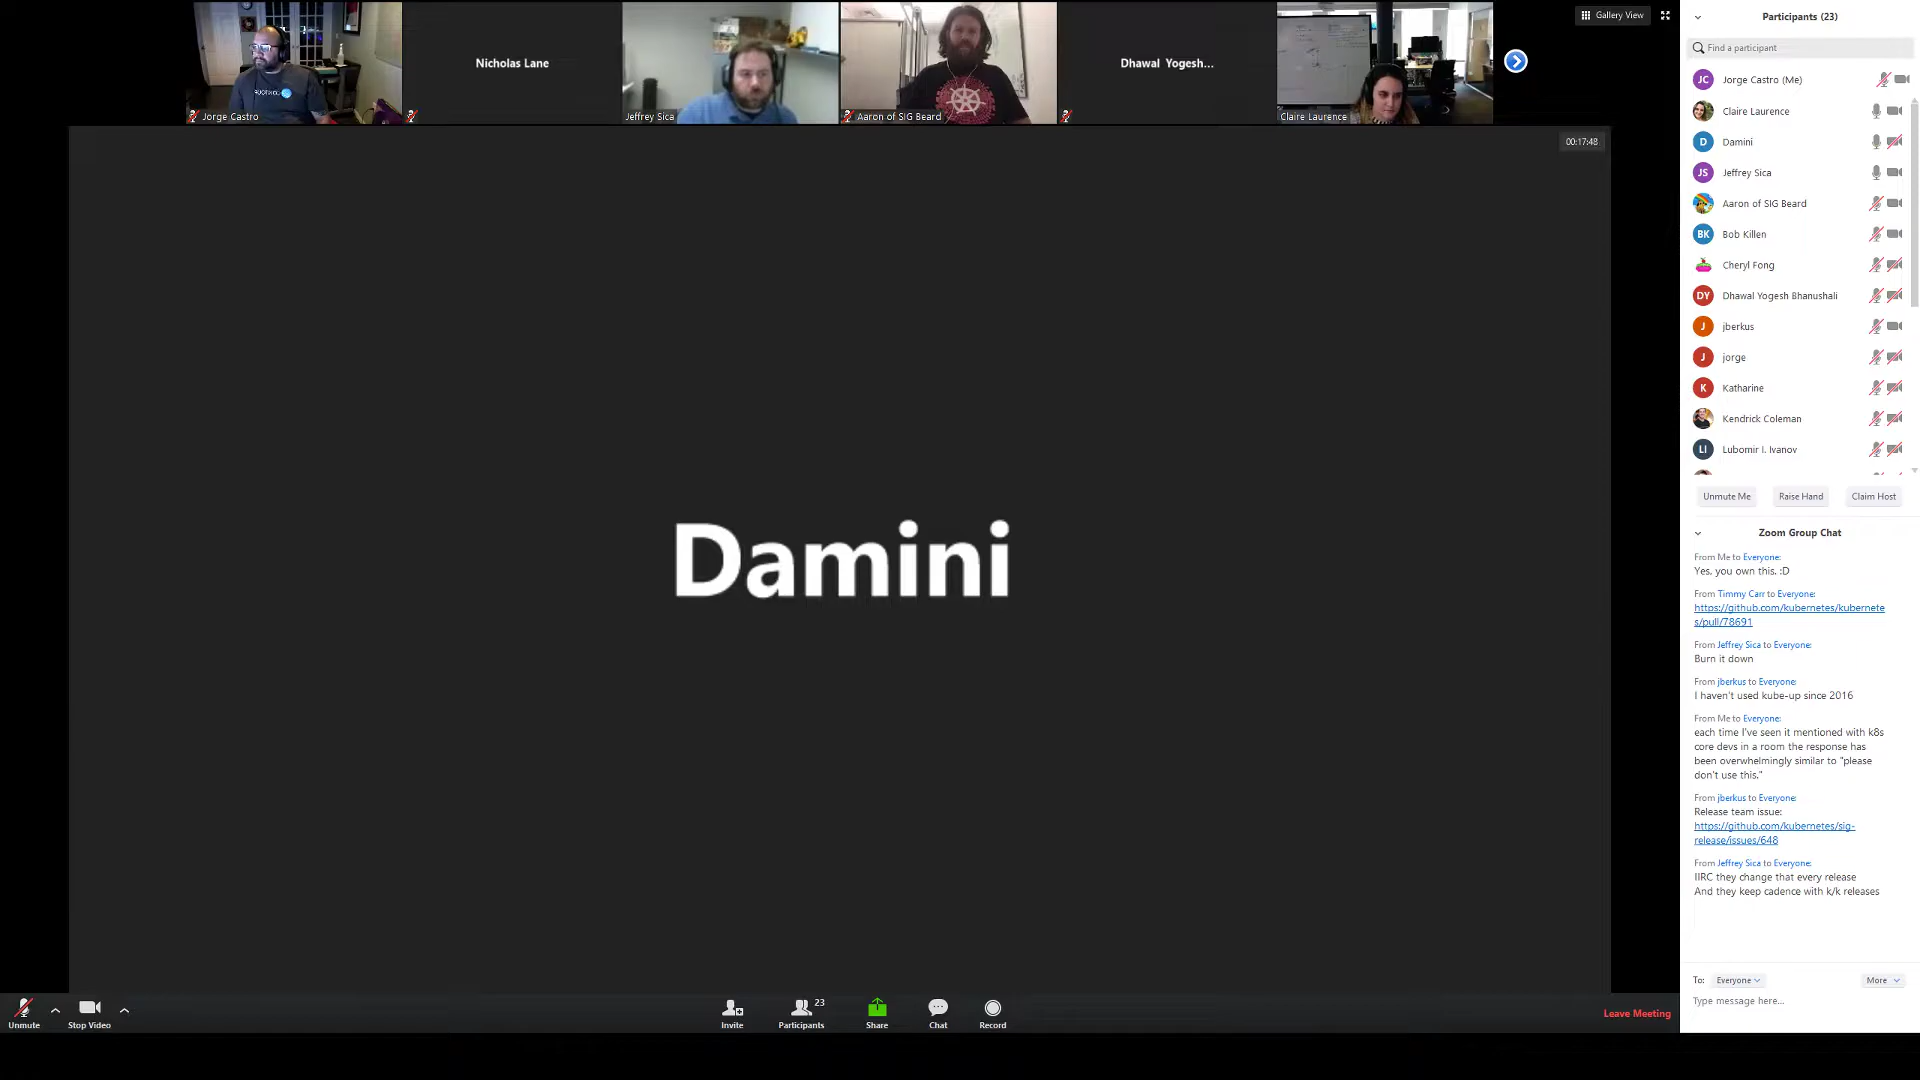 Nicholas Lane
Dhawal Yogesh...
Jorge Castro
Jeffrey Sica
Aaron of SIG Beard
Claire Laurence
Gallery View
00:17:48
Damini
Participants (23)
Find a participant
JC Jorge Castro (Me)
Claire Laurence
D Damini
JS Jeffrey Sica
Aaron of SIG Beard
BK Bob Killen
Cheryl Fong
DY Dhawal Yogesh Bhanushali
J jberkus
J jorge
K Katharine
Kendrick Coleman
LI Lubomir I. Ivanov
Unmute Me Raise Hand Claim Host
Zoom Group Chat
From Me to Everyone:
Yes, you own this. :D
From Timmy Carr to Everyone:
https://github.com/kubernetes/kubernete
s/pull/78691
From Jeffrey Sica to Everyone:
Burn it down
From jberkus to Everyone:
I haven't used kube-up since 2016
From Me to Everyone:
each time I've seen it mentioned with k8s
core devs in a room the response has
been overwhelmingly similar to "please
don't use this."
From jberkus to Everyone:
Release team issue:
https://github.com/kubernetes/sig-
release/issues/648
From Jeffrey Sica to Everyone:
IIRC they change that every release
And they keep cadence with k/k releases
To: Everyone More
Type message here...
Unmute Stop Video Invite Participants 23 Share Chat Record Leave Meeting